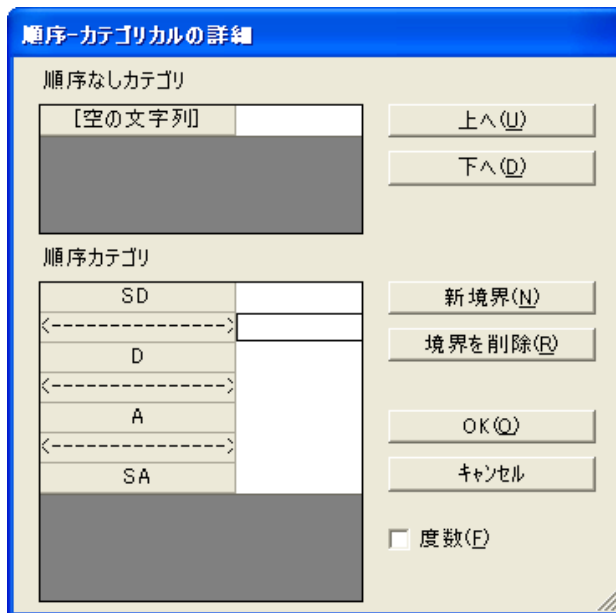 順序-カテゴリカルの詳細
順序なしカテゴリ
[空の文字列]
上へ(U)
下へ(D)
順序カテゴリ
SD
<---------------->
D
<---------------->
A
<---------------->
SA
新境界(N)
境界を削除(R)
OK(O)
キャンセル
度数(F)